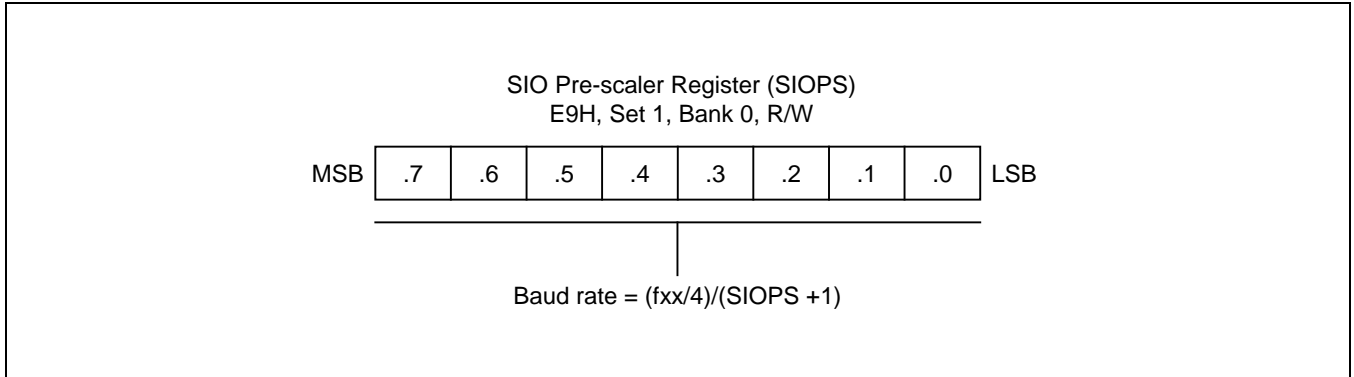 SIO Pre-scaler Register (SIOPS)
E9H, Set 1, Bank 0, R/W
MSB .7 .6 .5 .4 .3 .2 .1 .0 LSB
Baud rate = (fxx/4)/(SIOPS +1)